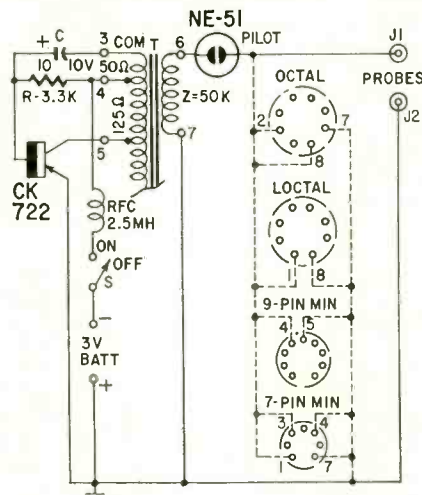 NE-51
+ C
10 10V
3 COM T
50Ω
6
PILOT
J1
R-3.3K
4
OCTAL
PROBES
125Ω
Z=50K
2 7
J2
5
7
8
CK
722
LOCTAL
RFC
2.5MH
ON
OFF
S
1 8
9-PIN MIN
−
4 5
3V
BATT
7-PIN MIN
+
3 4
1 7